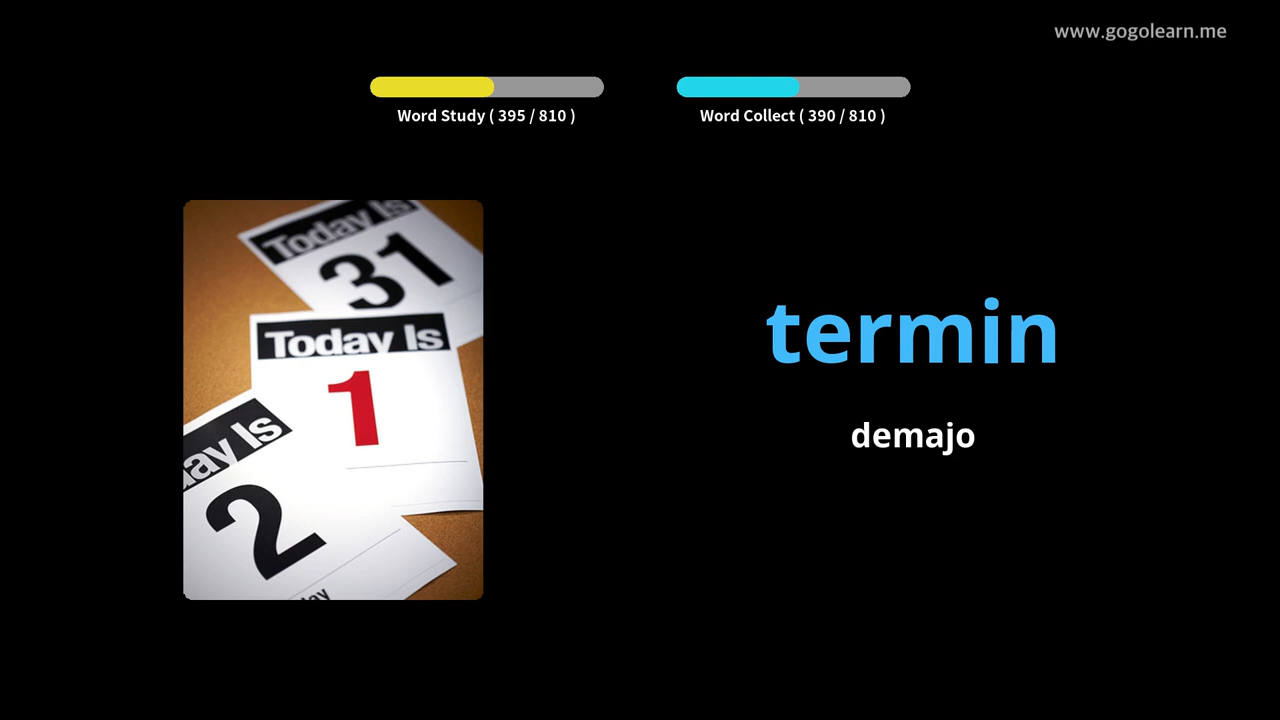 www.gogolearn.me
Word Study ( 395 / 810 )
Word Collect ( 390 / 810 )
Today Is
31
Today Is
1
day Is
2
termin
demajo